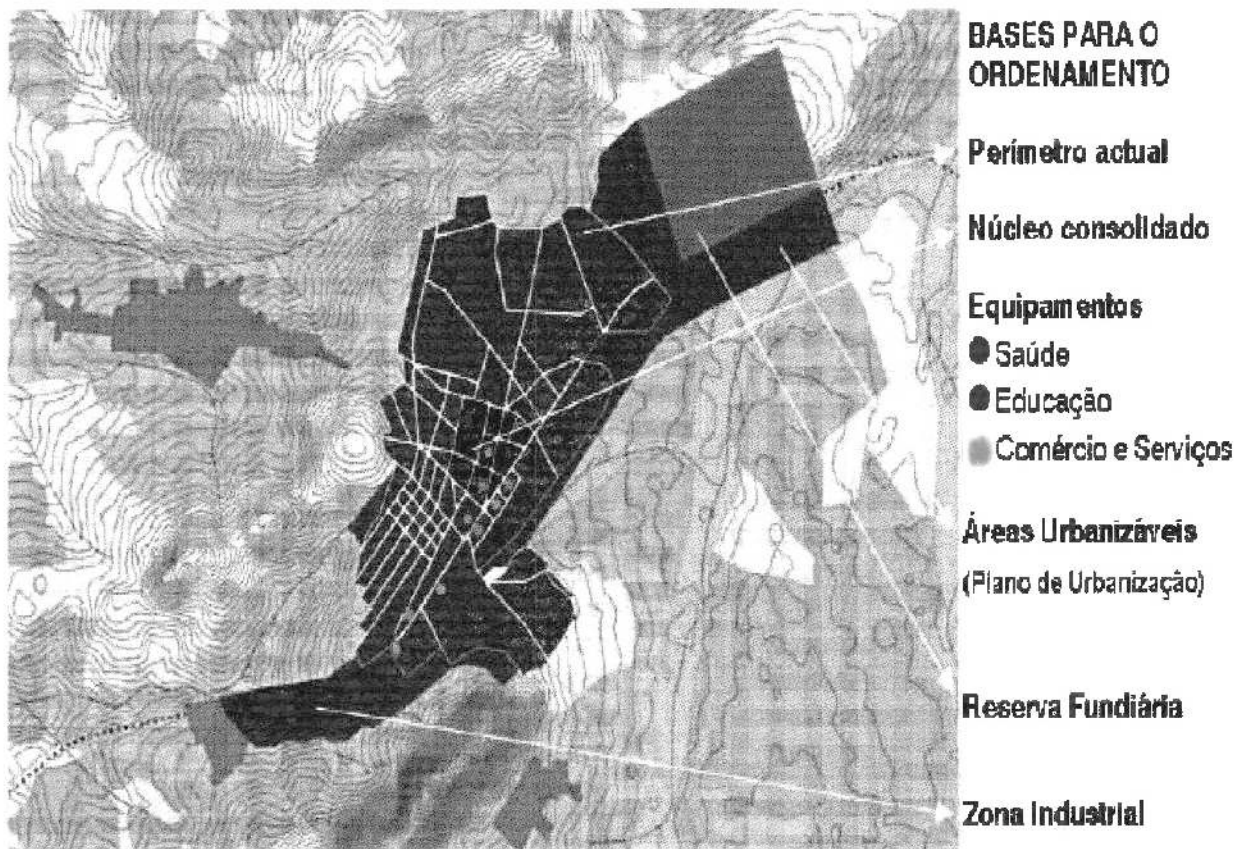 BASES PARA O
ORDENAMENTO
Perímetro actual
Núcleo consolidado
Equipamentos
Saúde
Educação
Comércio e Serviços
Áreas Urbanizáveis
(Plano de Urbanização)
Reserva Fundiária
Zona Industrial